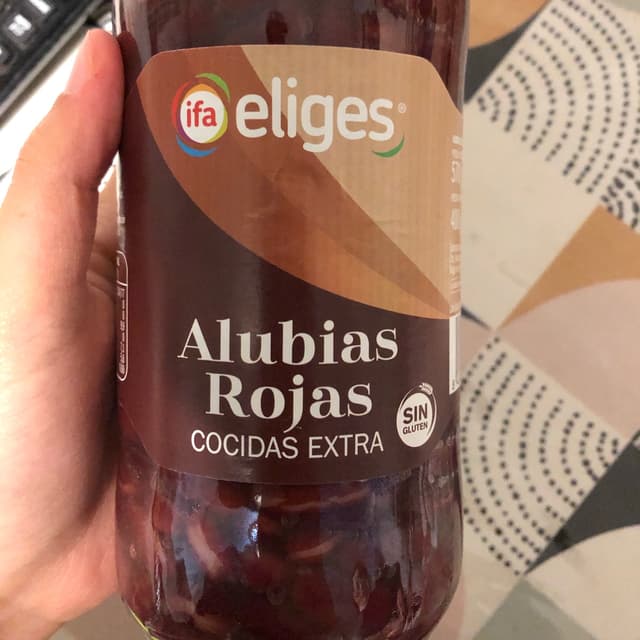 ifa eliges®
Alubias
Rojas
COCIDAS EXTRA
SIN
GLUTEN